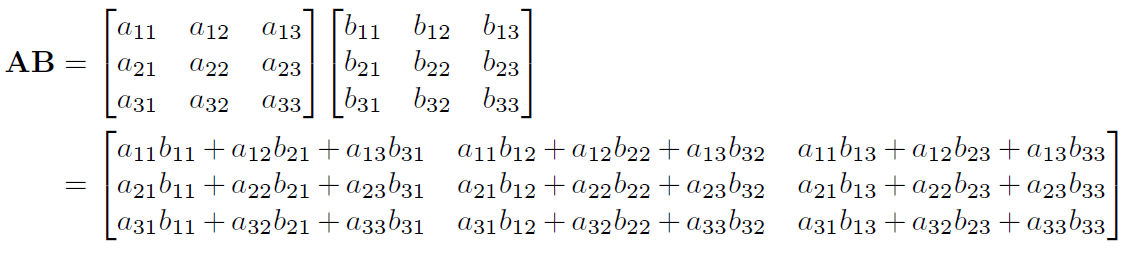 AB = [a₁₁ a₁₂ a₁₃] [b₁₁ b₁₂ b₁₃]
[a₂₁ a₂₂ a₂₃] [b₂₁ b₂₂ b₂₃]
[a₃₁ a₃₂ a₃₃] [b₃₁ b₃₂ b₃₃]
= [a₁₁b₁₁ + a₁₂b₂₁ + a₁₃b₃₁ a₁₁b₁₂ + a₁₂b₂₂ + a₁₃b₃₂ a₁₁b₁₃ + a₁₂b₂₃ + a₁₃b₃₃]
[a₂₁b₁₁ + a₂₂b₂₁ + a₂₃b₃₁ a₂₁b₁₂ + a₂₂b₂₂ + a₂₃b₃₂ a₂₁b₁₃ + a₂₂b₂₃ + a₂₃b₃₃]
[a₃₁b₁₁ + a₃₂b₂₁ + a₃₃b₃₁ a₃₁b₁₂ + a₃₂b₂₂ + a₃₃b₃₂ a₃₁b₁₃ + a₃₂b₂₃ + a₃₃b₃₃]